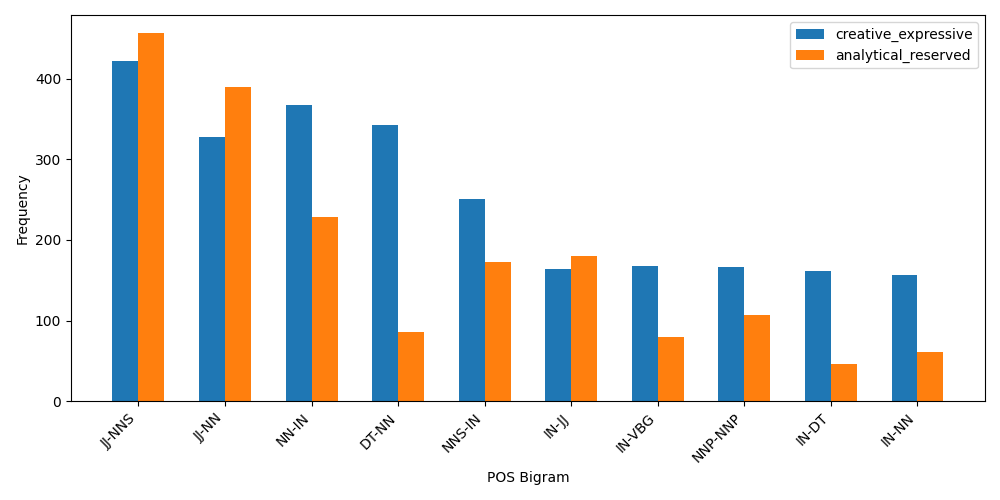 creative_expressive
analytical_reserved
Frequency
400
300
200
100
0
JJ-NNS
JJ-NN
NN-IN
DT-NN
NNS-IN
IN-JJ
IN-VBG
NNP-NNP
IN-DT
IN-NN
POS Bigram